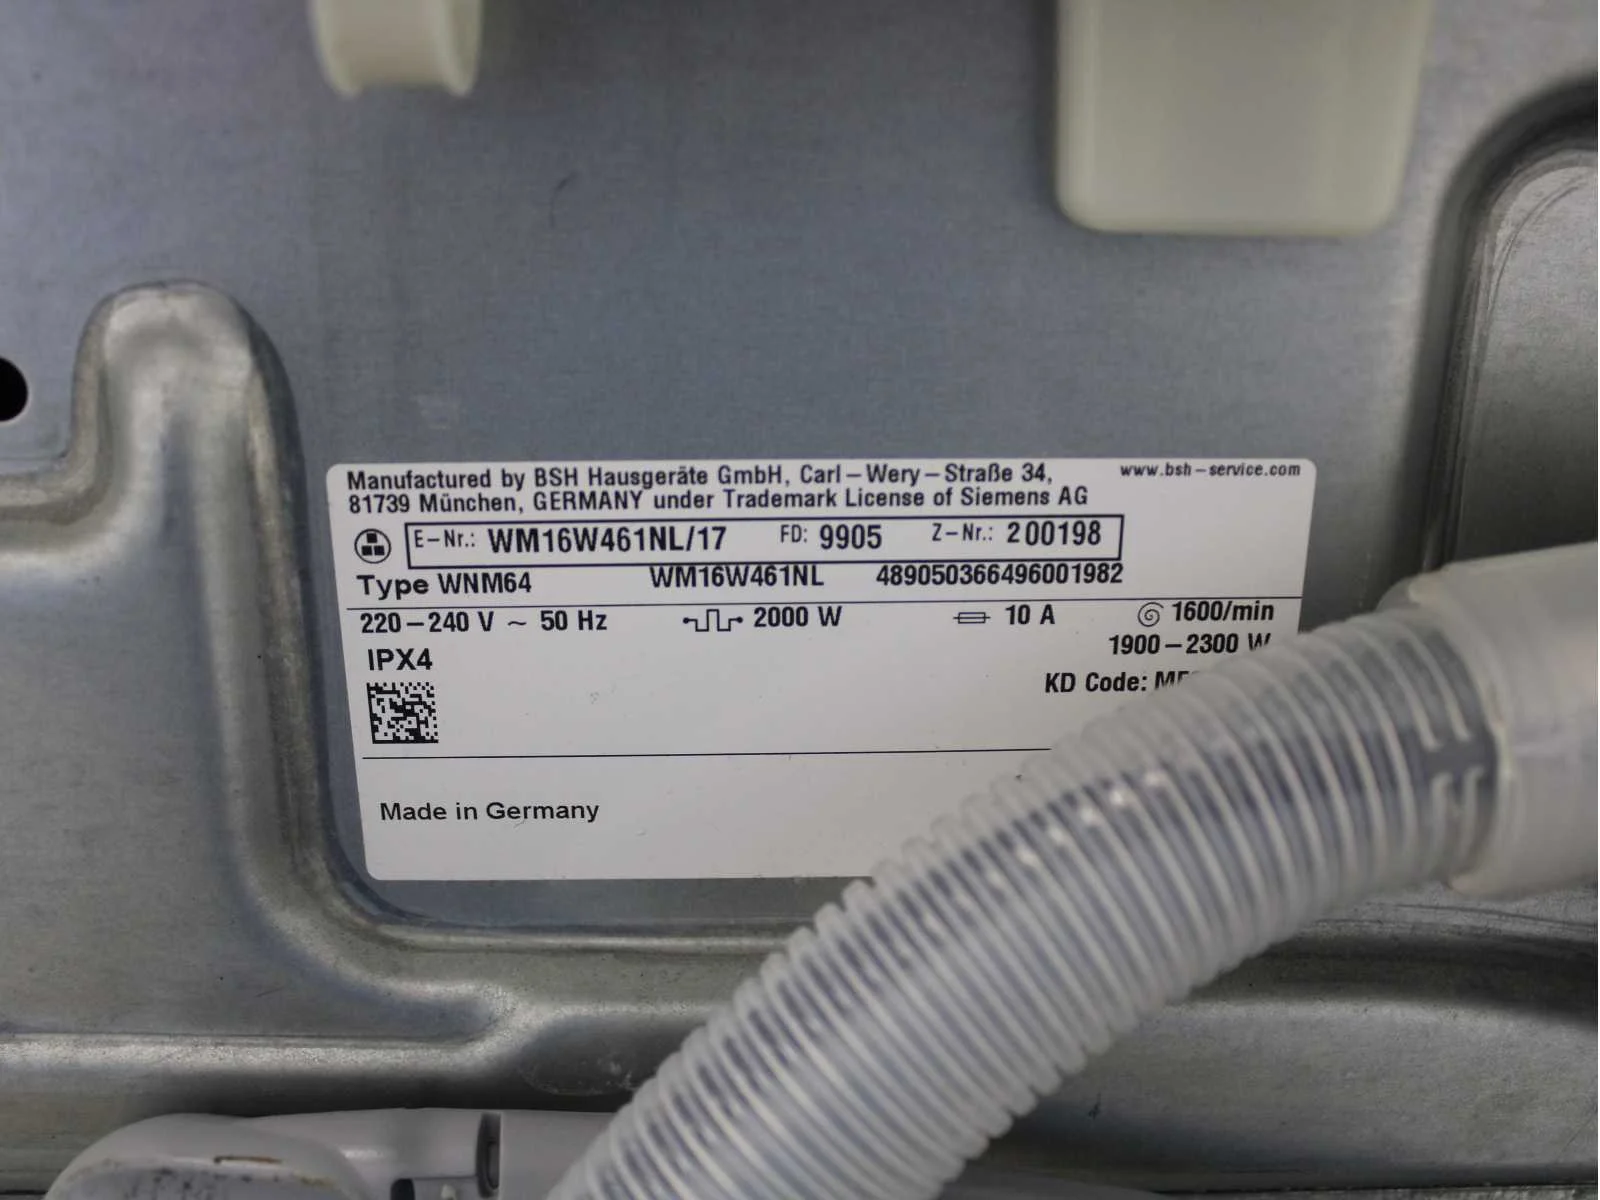 Manufactured by BSH Hausgeräte GmbH, Carl-Wery-Straße 34,
www.bsh-service.com
81739 München, GERMANY under Trademark License of Siemens AG
E-Nr.: WM16W461NL/17 FD: 9905 Z-Nr.: 200198
Type WNM64 WM16W461NL 489050366496001982
220-240 V ~ 50 Hz 2000 W 10 A 1600/min
1900-2300 W
IPX4
KD Code:
Made in Germany